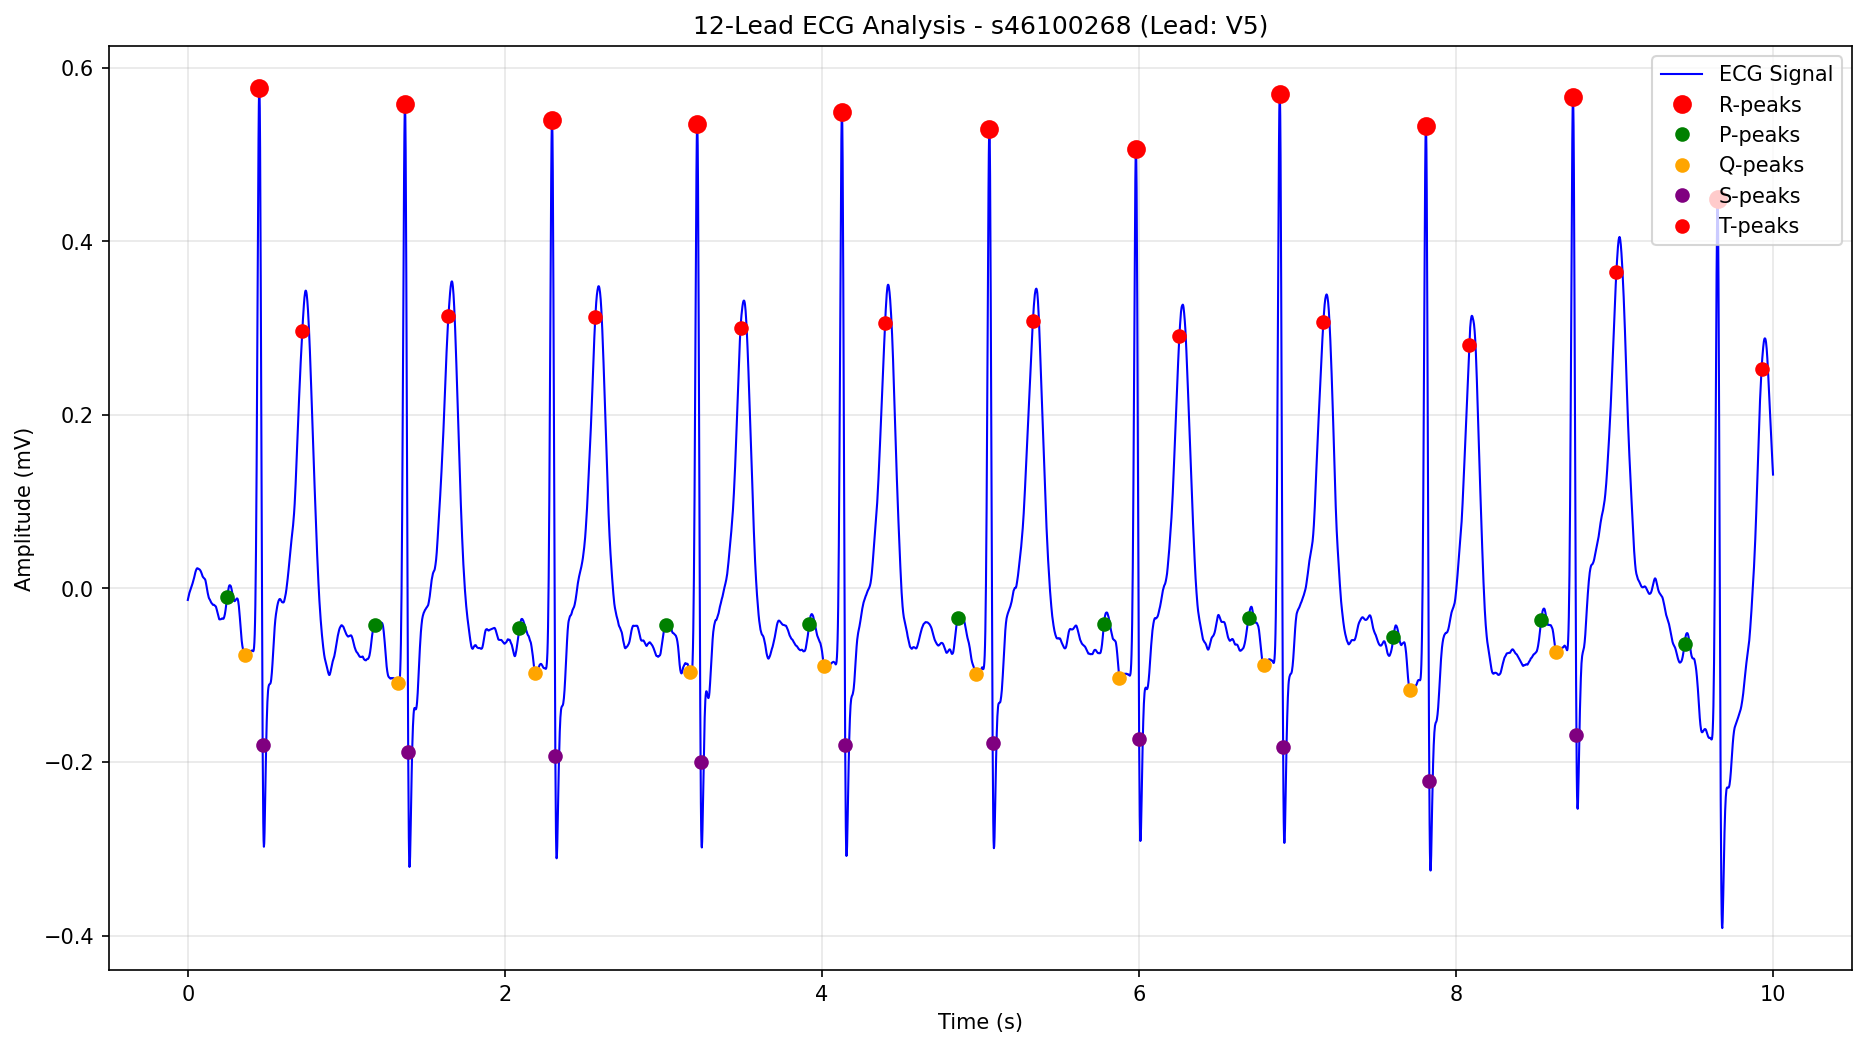 12-Lead ECG Analysis - s46100268 (Lead: V5)
ECG Signal
R-peaks
P-peaks
Q-peaks
S-peaks
T-peaks
Amplitude (mV)
0.6
0.4
0.2
0.0
−0.2
−0.4
0 2 4 6 8 10
Time (s)